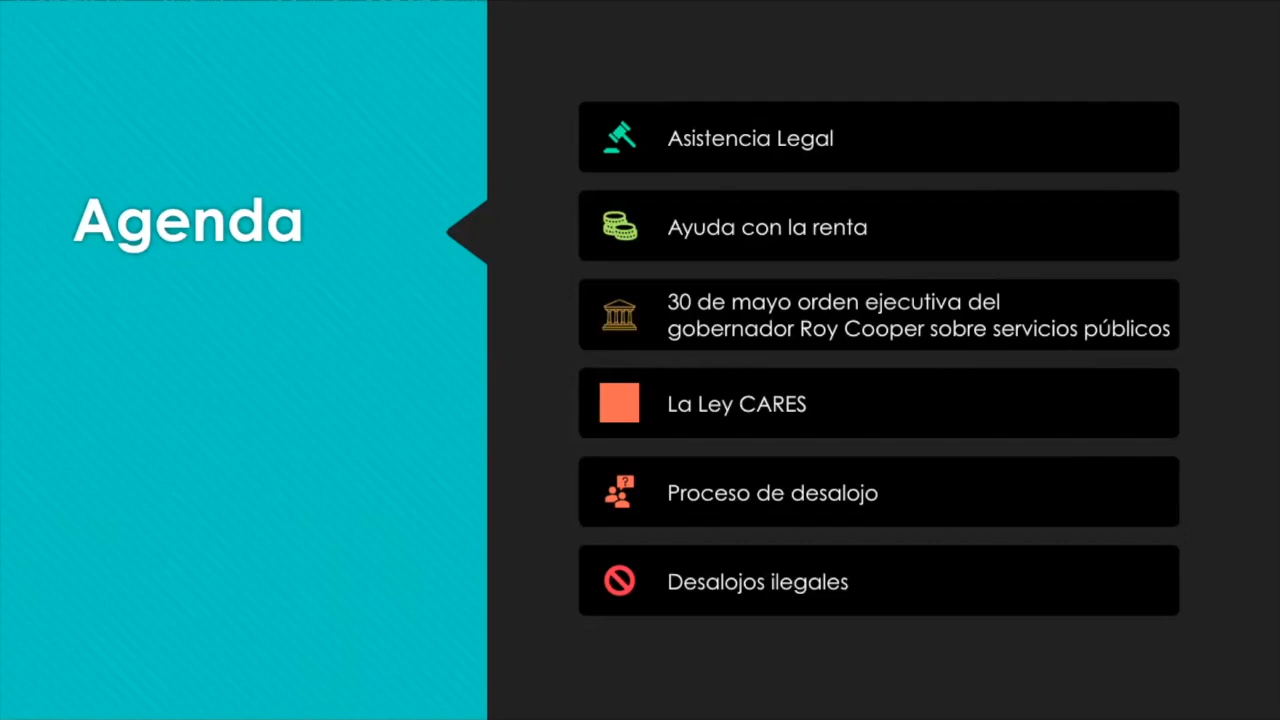 Agenda
Asistencia Legal
Ayuda con la renta
30 de mayo orden ejecutiva del
gobernador Roy Cooper sobre servicios públicos
La Ley CARES
Proceso de desalojo
Desalojos ilegales